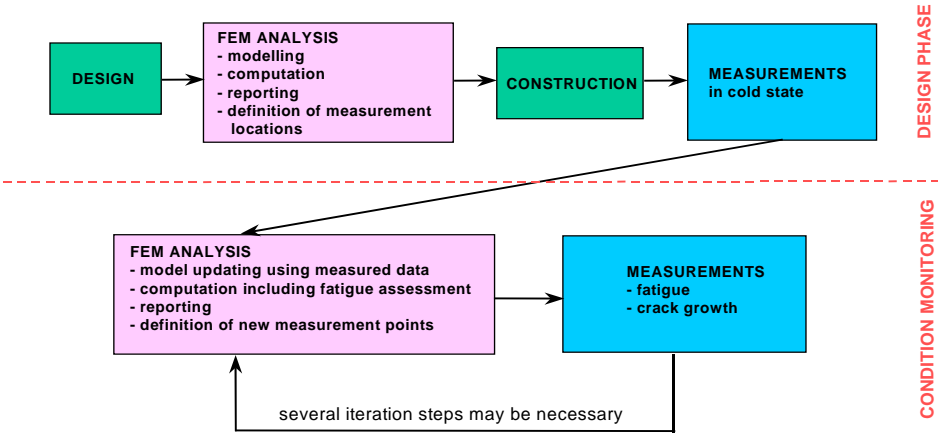 DESIGN
FEM ANALYSIS
- modelling
- computation
- reporting
- definition of measurement
locations
CONSTRUCTION
MEASUREMENTS
in cold state
DESIGN PHASE
FEM ANALYSIS
- model updating using measured data
- computation including fatigue assessment
- reporting
- definition of new measurement points
MEASUREMENTS
- fatigue
- crack growth
several iteration steps may be necessary
CONDITION MONITORING